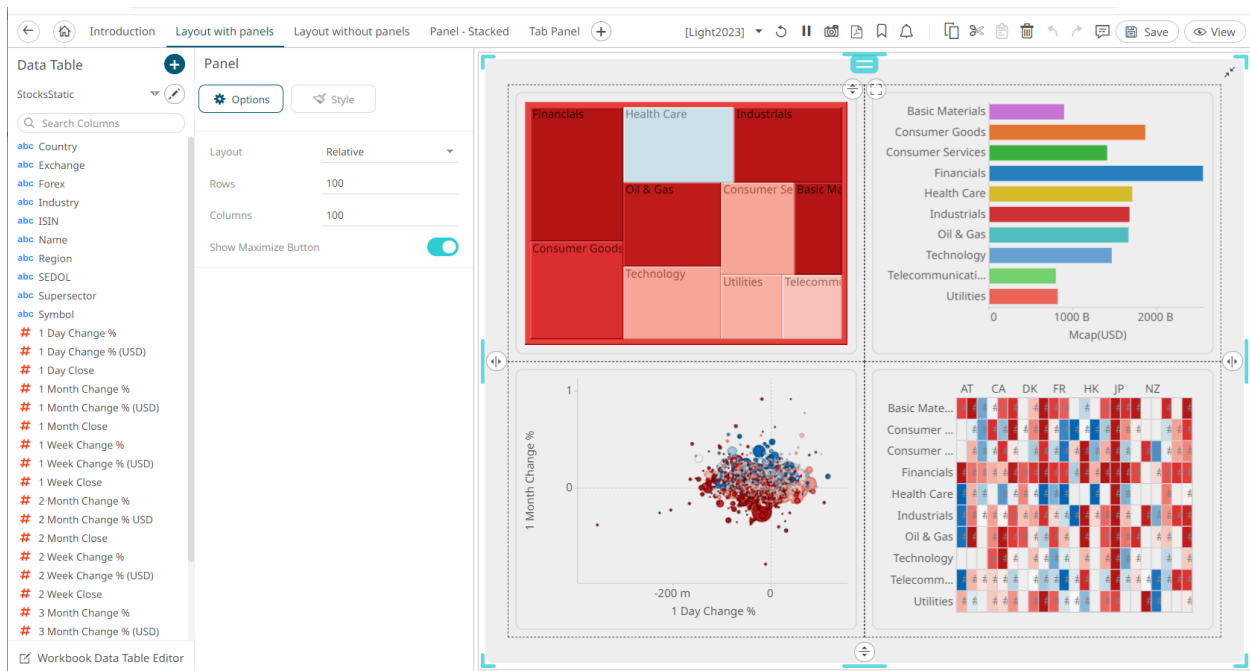 Introduction
Layout with panels
Layout without panels
Panel - Stacked
Tab Panel
[Light2023]
Save
View
Data Table
StocksStatic
Search Columns
abc Country
abc Exchange
abc Forex
abc Industry
abc ISIN
abc Name
abc Region
abc SEDOL
abc Supersector
abc Symbol
# 1 Day Change %
# 1 Day Change % (USD)
# 1 Day Close
# 1 Month Change %
# 1 Month Change % (USD)
# 1 Month Close
# 1 Week Change %
# 1 Week Change % (USD)
# 1 Week Close
# 2 Month Change %
# 2 Month Change % USD
# 2 Month Close
# 2 Week Change %
# 2 Week Change % (USD)
# 2 Week Close
# 3 Month Change %
# 3 Month Change % (USD)
Workbook Data Table Editor
Panel
Options
Style
Layout
Relative
Rows
100
Columns
100
Show Maximize Button
Financials
Health Care
Industrials
Oil & Gas
Consumer Se
Basic Ma
Consumer Goods
Technology
Utilities
Telecommu
Basic Materials
Consumer Goods
Consumer Services
Financials
Health Care
Industrials
Oil & Gas
Technology
Telecommunicati...
Utilities
0
1000 B
2000 B
Mcap(USD)
1 Month Change %
1
0
-200 m
0
1 Day Change %
AT CA DK FR HK JP NZ
Basic Mate...
Consumer ...
Consumer ...
Financials
Health Care
Industrials
Oil & Gas
Technology
Telecomm...
Utilities